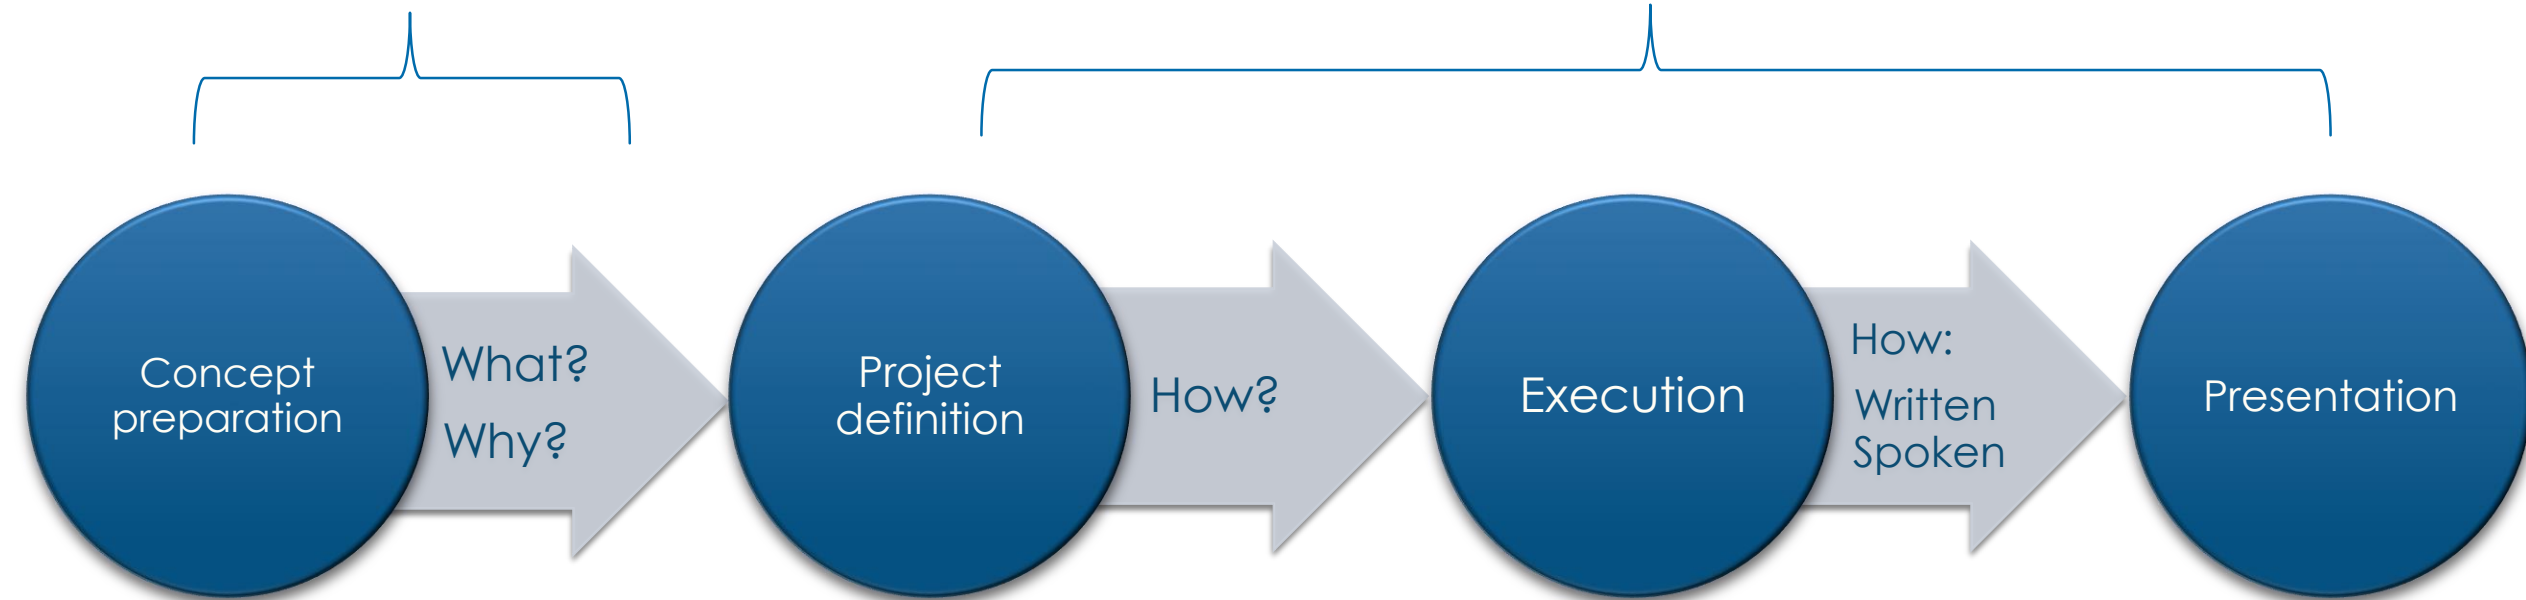 Concept
preparation
What?
Why?
Project
definition
How?
Execution
How:
Written
Spoken
Presentation